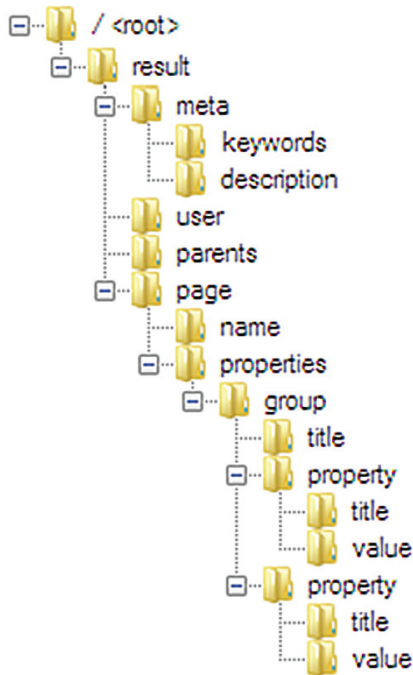 / <root>
result
meta
keywords
description
user
parents
page
name
properties
group
title
property
title
value
property
title
value